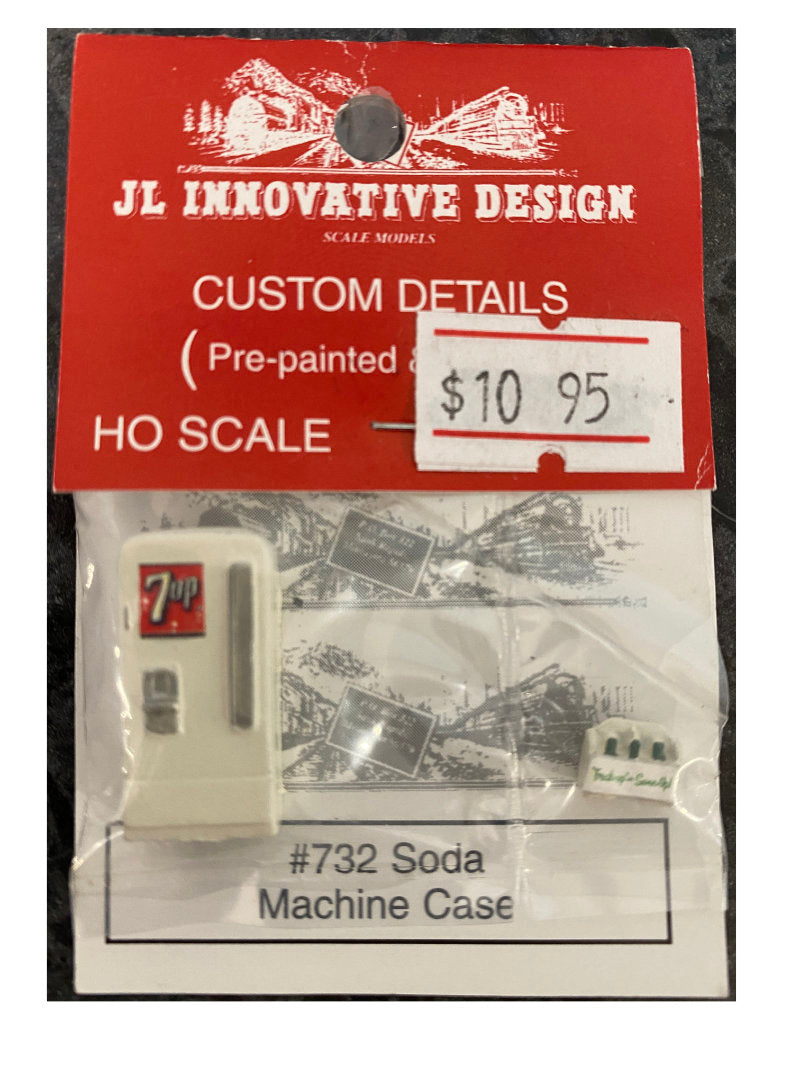 JL INNOVATIVE DESIGN
SCALE MODELS
CUSTOM DETAILS
(Pre-painted &
HO SCALE
$10 95
7up
#732 Soda
Machine Case